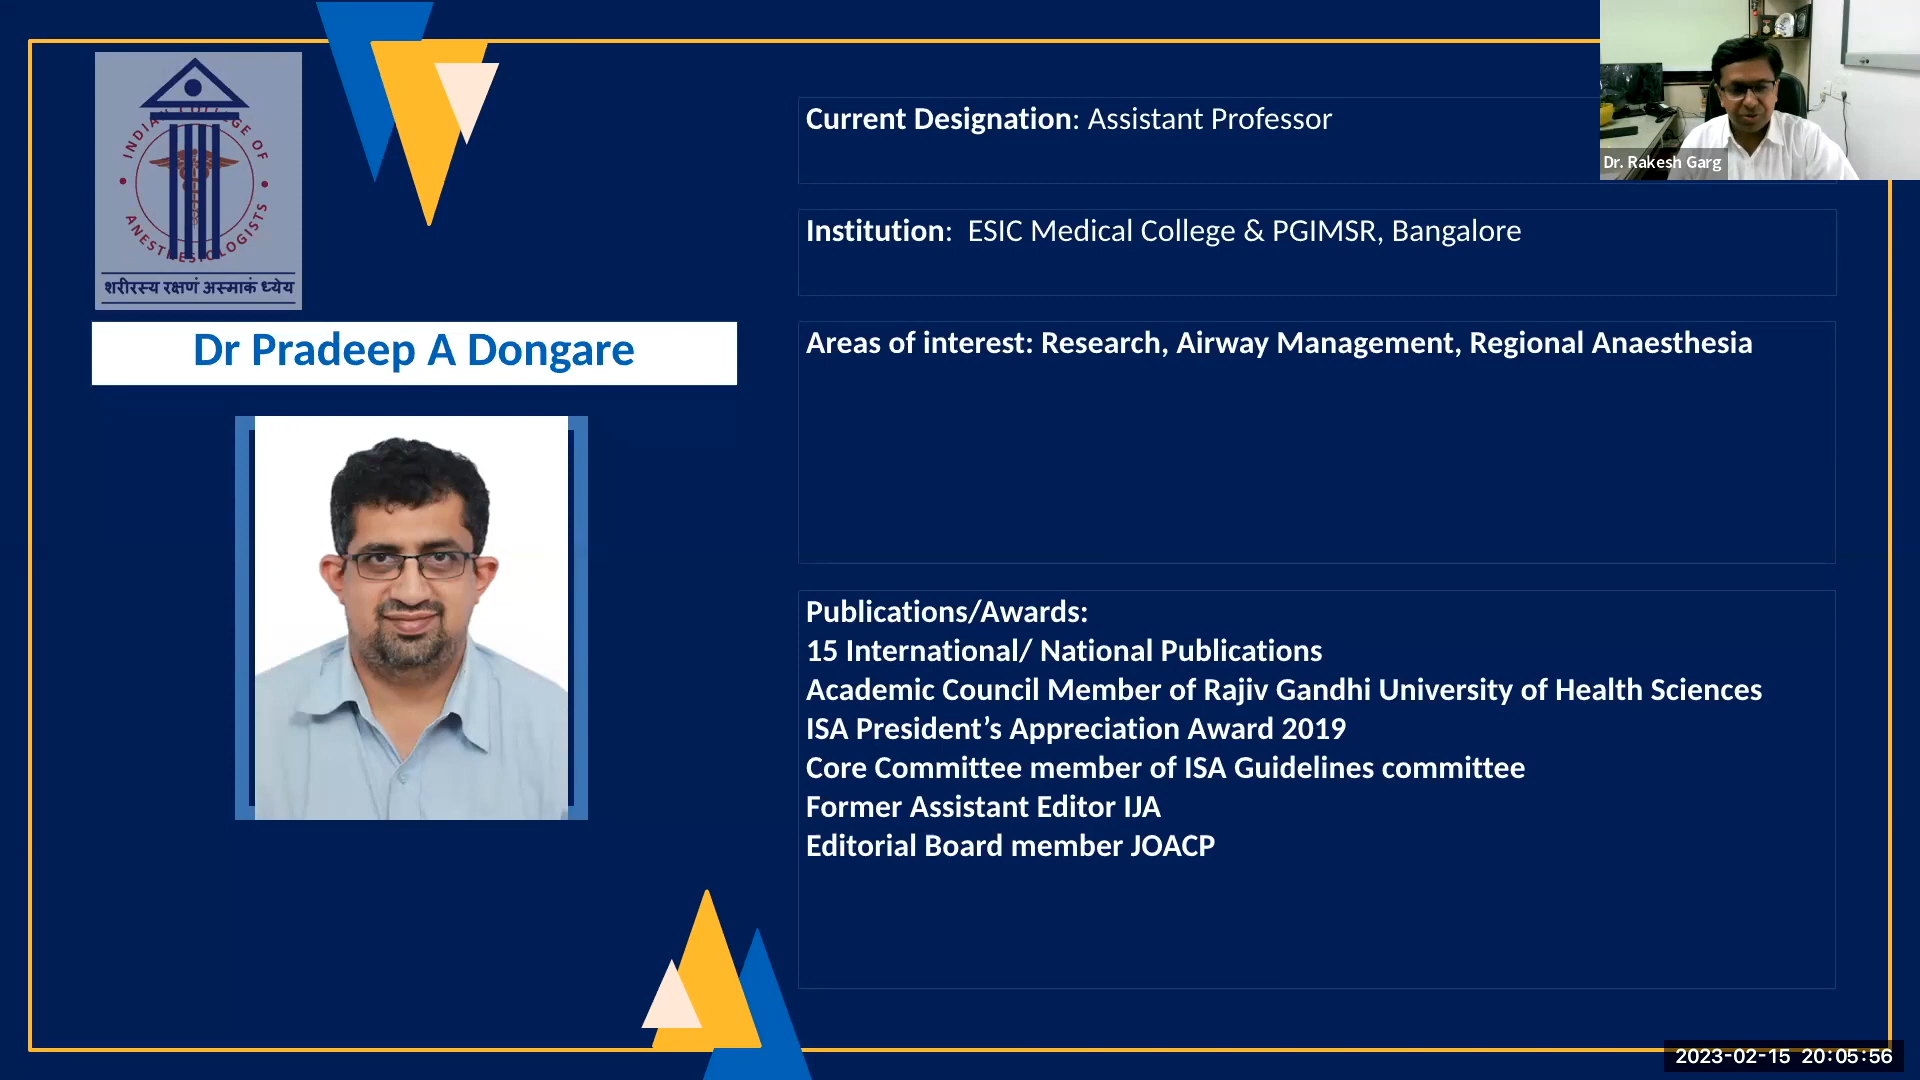 INDIAN COLLEGE OF
ANESTHESIOLOGISTS
शरीरस्य रक्षणं अस्माकं ध्येय
Dr Pradeep A Dongare
Current Designation: Assistant Professor
Institution:  ESIC Medical College & PGIMSR, Bangalore
Areas of interest: Research, Airway Management, Regional Anaesthesia
Publications/Awards:
15 International/ National Publications
Academic Council Member of Rajiv Gandhi University of Health Sciences
ISA President’s Appreciation Award 2019
Core Committee member of ISA Guidelines committee
Former Assistant Editor IJA
Editorial Board member JOACP
Dr. Rakesh Garg
2023-02-15 20:05:56